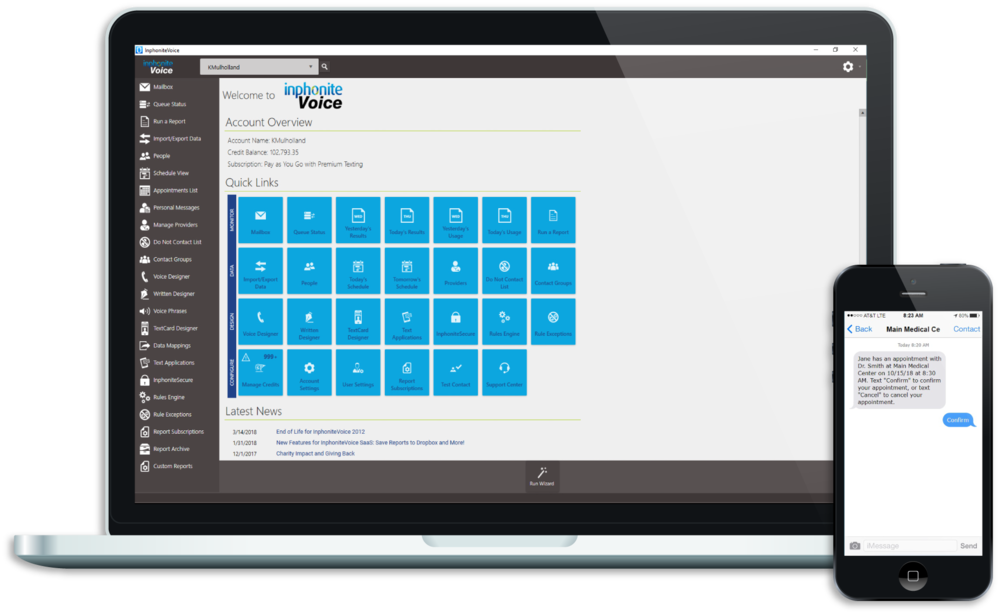 InphoniteVoice
inphonite
Voice
KMulholland
Mailbox
Queue Status
Run a Report
Import/Export Data
People
Schedule View
Appointments List
Personal Messages
Manage Providers
Do Not Contact List
Contact Groups
Voice Designer
Written Designer
Voice Phrases
TextCard Designer
Data Mappings
Text Applications
InphoniteSecure
Rules Engine
Rule Exceptions
Report Subscriptions
Report Archive
Custom Reports
Welcome to inphonite
Voice
Account Overview
Account Name: KMulholland
Credit Balance: 102,793.35
Subscription: Pay as You Go with Premium Texting
Quick Links
MONITOR
Mailbox
Queue Status
Yesterday's
Results
Today's Results
Yesterday's
Usage
Today's Usage
Run a Report
DATA
Import/Export
Data
People
Today's
Schedule
Tomorrow's
Schedule
Providers
Do Not Contact
List
Contact Groups
DESIGN
Voice Designer
Written
Designer
TextCard
Designer
Text
Applications
InphoniteSecure
Rules Engine
Rule Exceptions
CONFIGURE
Manage Credits
Account
Settings
User Settings
Report
Subscriptions
Test Contact
Support Center
Latest News
3/14/2018 End of Life for InphoniteVoice 2012
1/31/2018 New Features for InphoniteVoice SaaS: Save Reports to Dropbox and More!
12/1/2017 Charity Impact and Giving Back
Run Wizard
AT&T LTE 8:23 AM 60%
Back Main Medical Ce Contact
Today 8:20 AM
Jane has an appointment with
Dr. Smith at Main Medical
Center on 10/15/18 at 8:30
AM. Text "Confirm" to confirm
your appointment, or text
"Cancel" to cancel your
appointment.
Confirm
iMessage Send